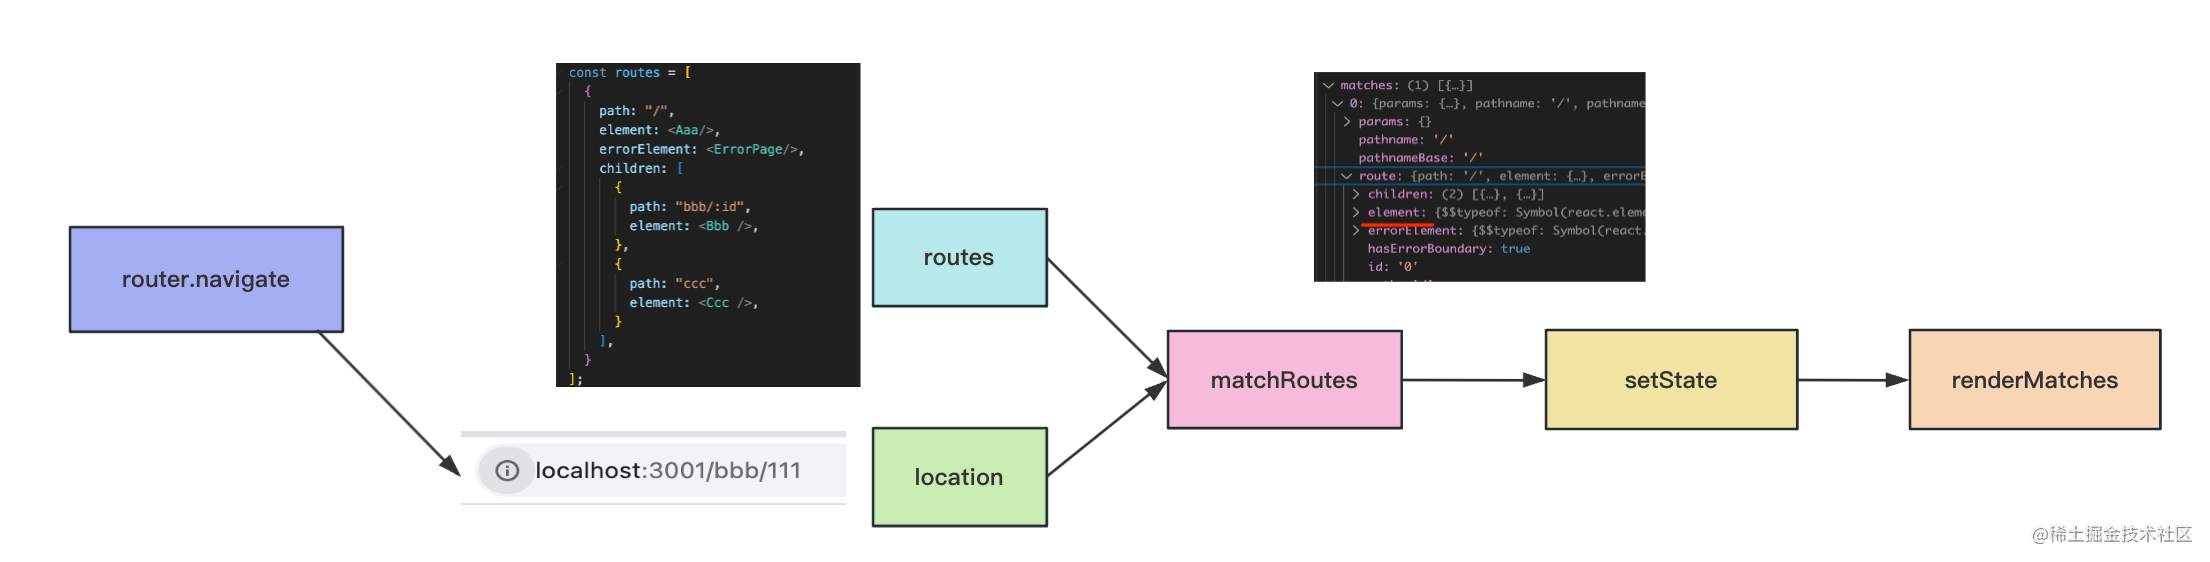 router.navigate
const routes = [
{
path: "/",
element: <Aaa/>,
errorElement: <ErrorPage/>,
children: [
{
path: "bbb/:id",
element: <Bbb />,
},
{
path: "ccc",
element: <Ccc />,
}
],
}
];
localhost:3001/bbb/111
routes
location
matches: (1) [{…}]
0: {params: {…}, pathname: '/', pathname
params: {}
pathname: '/'
pathnameBase: '/'
route: {path: '/', element: {…}, errorE
children: (2) [{…}, {…}]
element: {$$typeof: Symbol(react.eleme
errorElement: {$$typeof: Symbol(react.
hasErrorBoundary: true
id: '0'
matchRoutes
setState
renderMatches
@稀土掘金技术社区